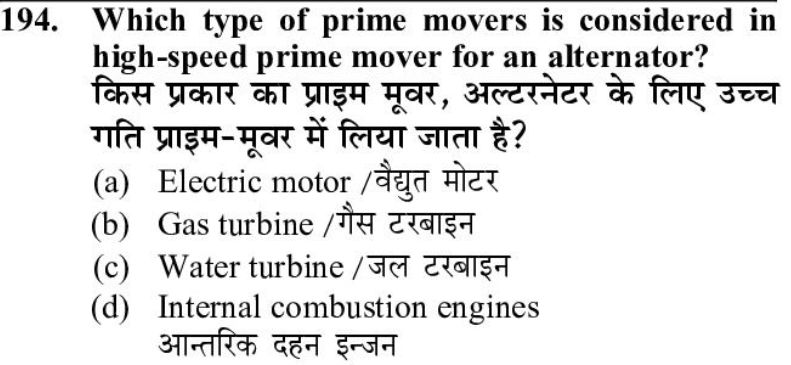 194. Which type of prime movers is considered in
high-speed prime mover for an alternator?
किस प्रकार का प्राइम मूवर, अल्टरनेटर के लिए उच्च
गति प्राइम-मूवर में लिया जाता है?
(a) Electric motor /वैद्युत मोटर
(b) Gas turbine /गैस टरबाइन
(c) Water turbine /जल टरबाइन
(d) Internal combustion engines
आन्तरिक दहन इन्जन